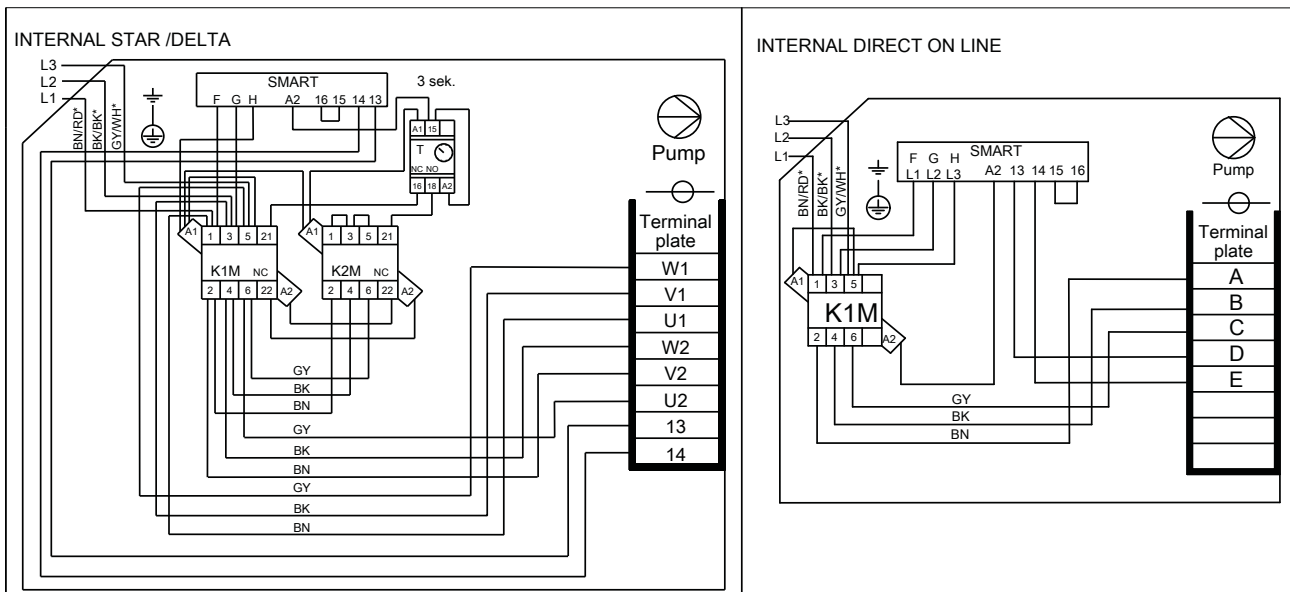 INTERNAL STAR /DELTA
L3
L2
L1
BN/RD*
BK/BK*
GY/WH*
SMART
F G H A2 16 15 14 13
3 sek.
A1 15
T
NC NO
16 18 A2
A1
1 3 5 21
K1M NC
2 4 6 22
A2
A1
1 3 5 21
K2M NC
2 4 6 22
A2
Pump
Terminal
plate
W1
V1
U1
W2
V2
U2
13
14
GY
BK
BN
GY
BK
BN
GY
BK
BN
INTERNAL DIRECT ON LINE
L3
L2
L1
BN/RD*
BK/BK*
GY/WH*
SMART
F G H A2 13 14 15 16
L1 L2 L3
A1
1 3 5
K1M
2 4 6
A2
Pump
Terminal
plate
A
B
C
D
E
GY
BK
BN